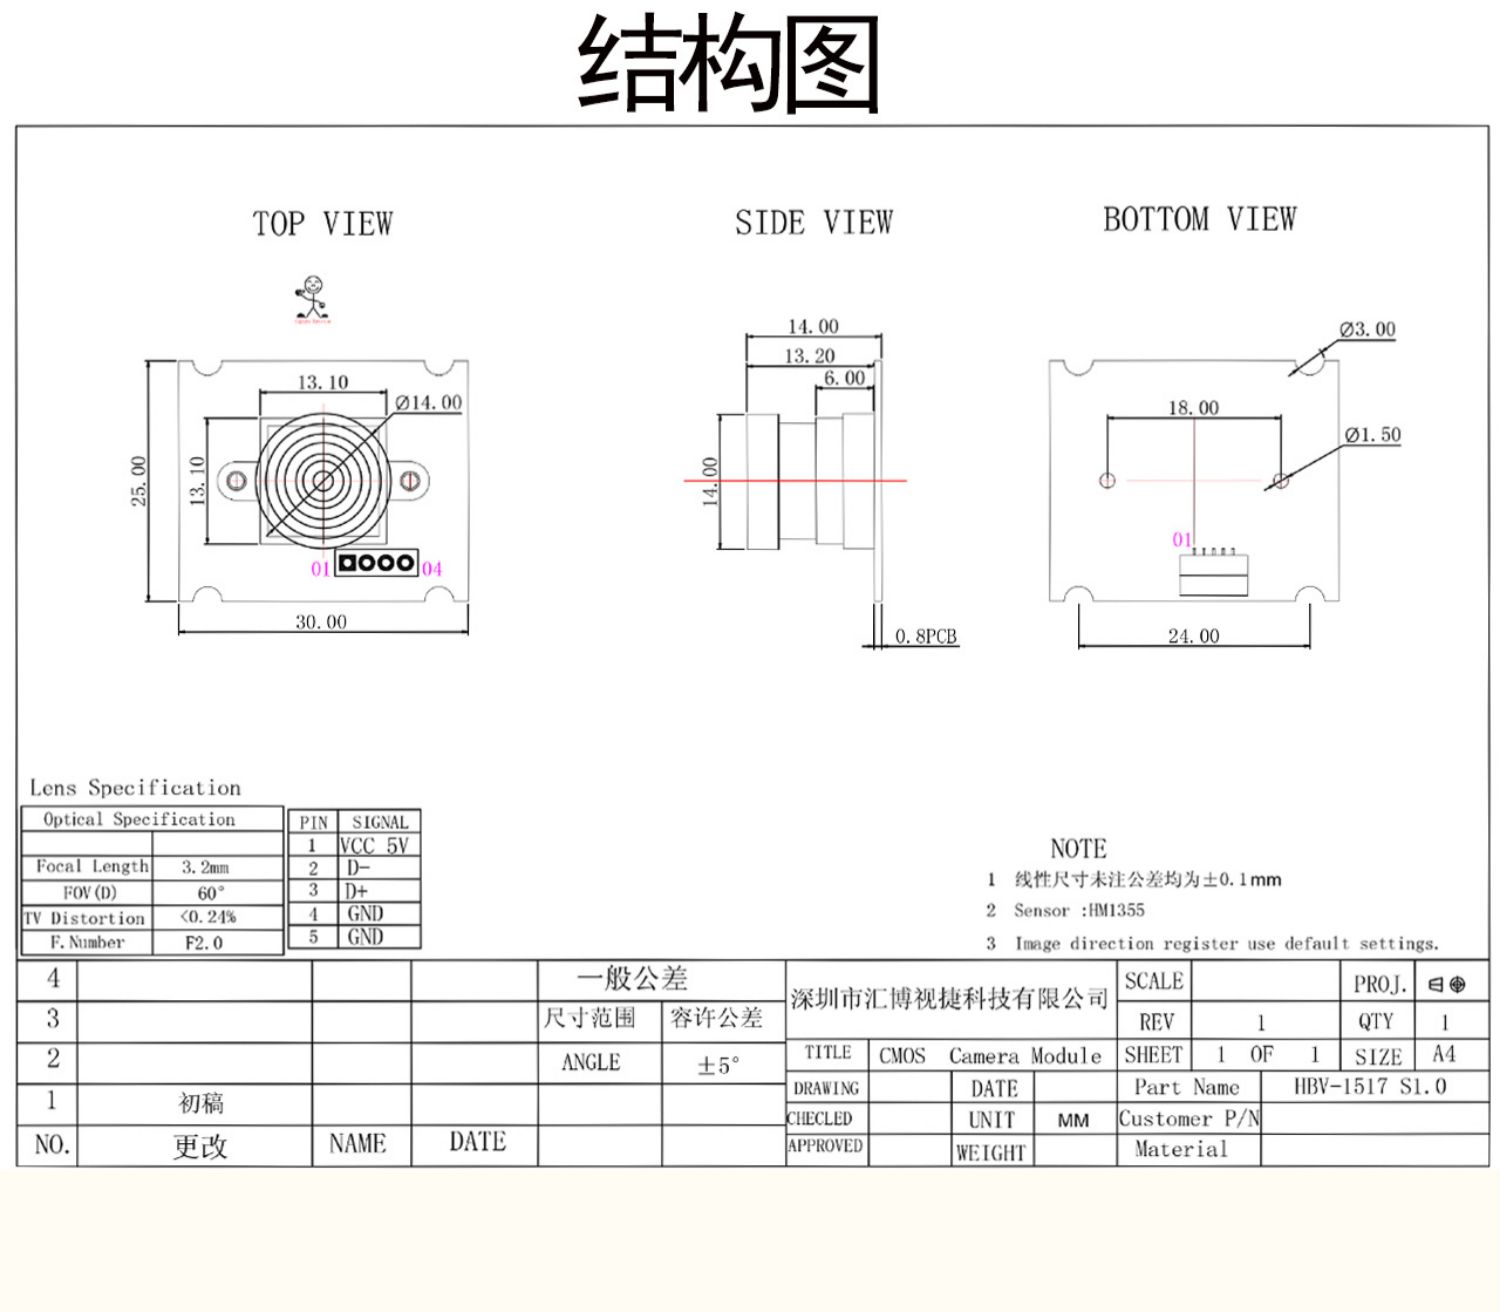 结构图
TOP VIEW
SIDE VIEW
BOTTOM VIEW
13.10
Ø14.00
25.00
13.10
01
04
30.00
14.00
13.20
6.00
14.00
0.8PCB
Ø3.00
18.00
Ø1.50
01
24.00
Lens Specification
Optical Specification
Focal Length 3.2mm
FOV(D) 60°
TV Distortion <0.24%
F.Number F2.0
PIN SIGNAL
1 VCC 5V
2 D-
3 D+
4 GND
5 GND
NOTE
1 线性尺寸未注公差均为±0.1mm
2 Sensor :HM1355
3 Image direction register use default settings.
4
3
2
1 初稿
NO. 更改 NAME DATE
一般公差
尺寸范围 容许公差
ANGLE ±5°
深圳市汇博视捷科技有限公司
TITLE CMOS Camera Module
DRAWING DATE
CHECLED UNIT MM
APPROVED WEIGHT
SCALE PROJ.
REV 1 QTY 1
SHEET 1 OF 1 SIZE A4
Part Name HBV-1517 S1.0
Customer P/N
Material